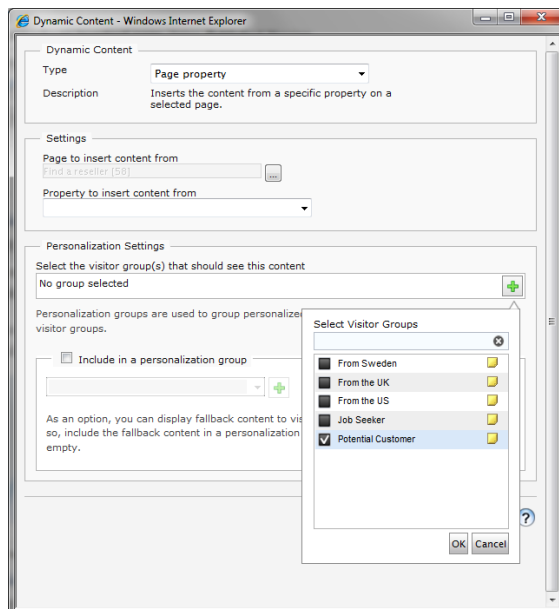 Dynamic Content - Windows Internet Explorer
Dynamic Content
Type
Page property
Description
Inserts the content from a specific property on a
selected page.
Settings
Page to insert content from
Find a reseller [58]
...
Property to insert content from
Personalization Settings
Select the visitor group(s) that should see this content
No group selected
Personalization groups are used to group personalized
visitor groups.
Select Visitor Groups
From Sweden
From the UK
From the US
Job Seeker
Potential Customer
OK Cancel
Include in a personalization group
As an option, you can display fallback content to
so, include the fallback content in a personalization
empty.
?